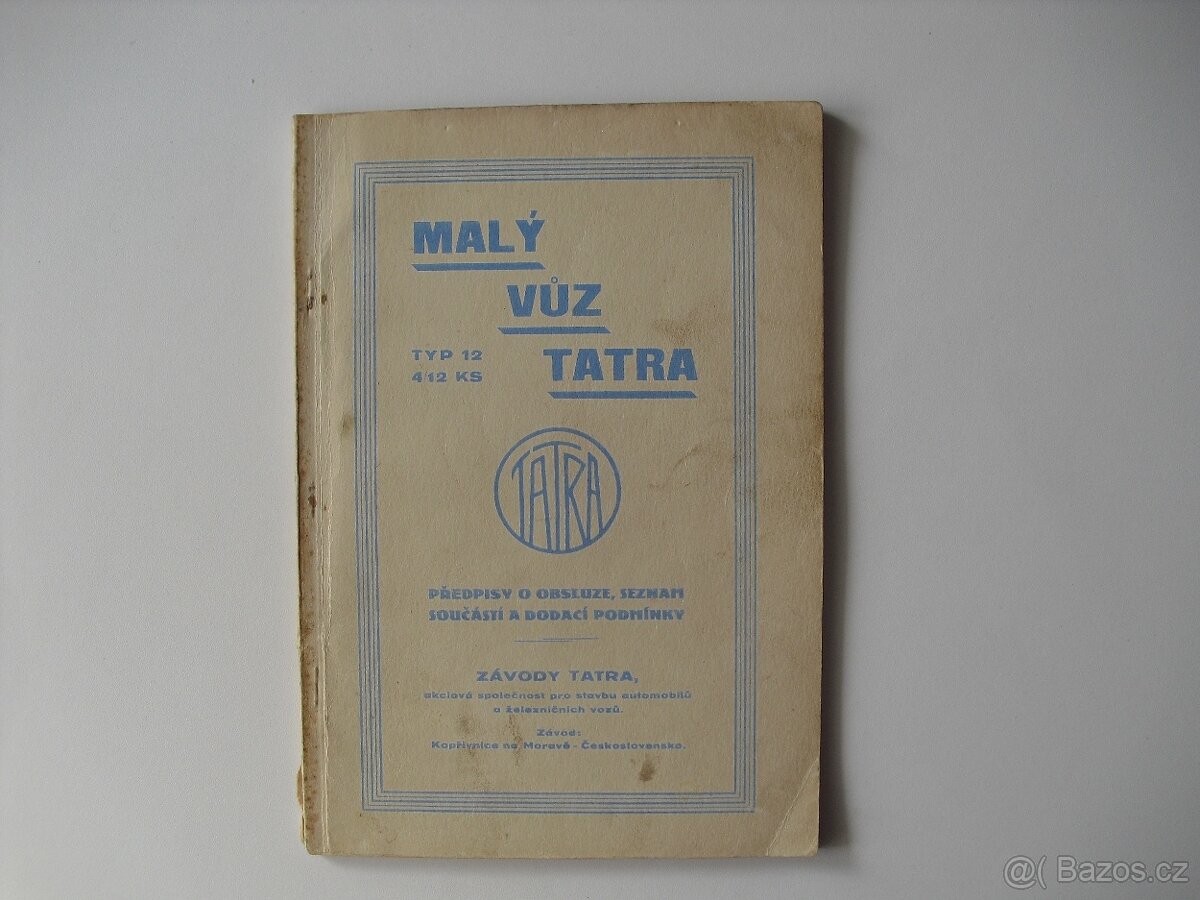 MALÝ
VŮZ
TYP 12
4/12 KS
TATRA
TATRA
PŘEDPISY O OBSLUZE, SEZNAM
SOUČÁSTÍ A DODACÍ PODMÍNKY
ZÁVODY TATRA,
akciová společnost pro stavbu automobilů
a železničních vozů.
Závod:
Kopřivnice na Moravě - Československo.
@( Bazos.cz